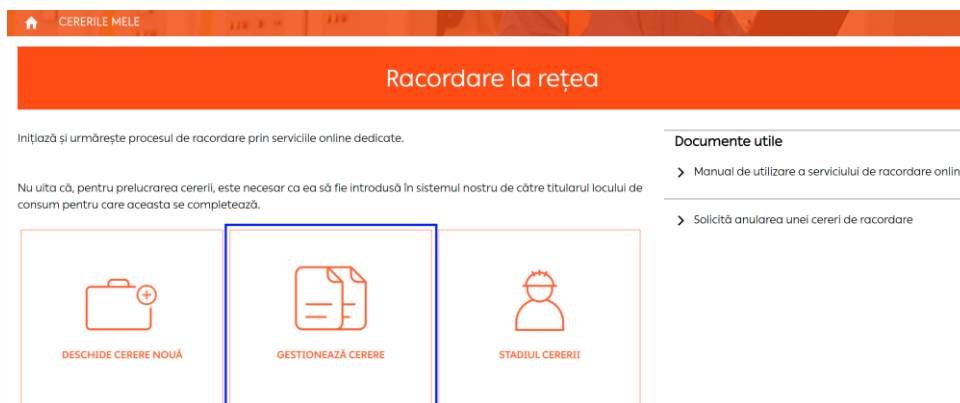 CERERILE MELE
Racordare la rețea
Inițiază și urmărește procesul de racordare prin serviciile online dedicate.
Nu uita că, pentru prelucrarea cererii, este necesar ca ea să fie introdusă în sistemul nostru de către titularul locului de
consum pentru care aceasta se completează.
DESCHIDE CERERE NOUĂ
GESTIONEAZĂ CERERE
STADIUL CERERII
Documente utile
Manual de utilizare a serviciului de racordare onlin
Solicită anularea unei cereri de racordare